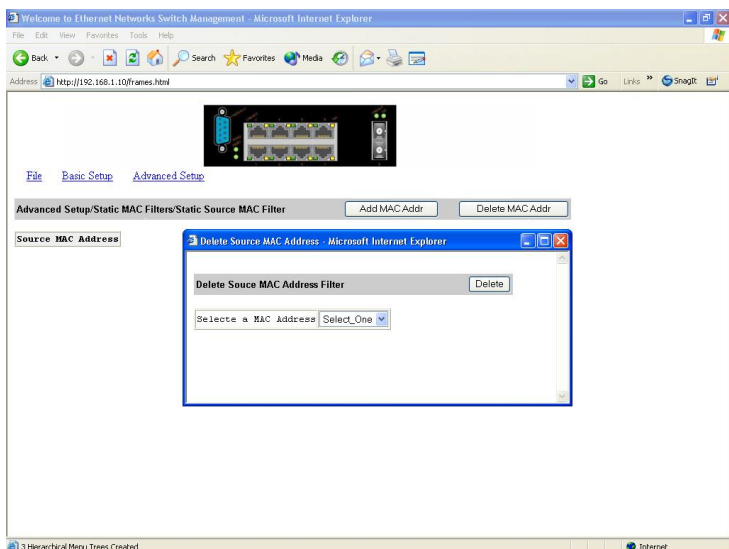 Welcome to Ethernet Networks Switch Management - Microsoft Internet Explorer
File Edit View Favorites Tools Help
Back Search Favorites Media
Address http://192.168.1.10/frames.html Go Links » SnagIt
File Basic Setup Advanced Setup
Advanced Setup/Static MAC Filters/Static Source MAC Filter Add MAC Addr Delete MAC Addr
Source MAC Address
Delete Source MAC Address - Microsoft Internet Explorer
Delete Souce MAC Address Filter Delete
Selecte a MAC Address Select_One
3 Hierarchical Menu Trees Created Internet